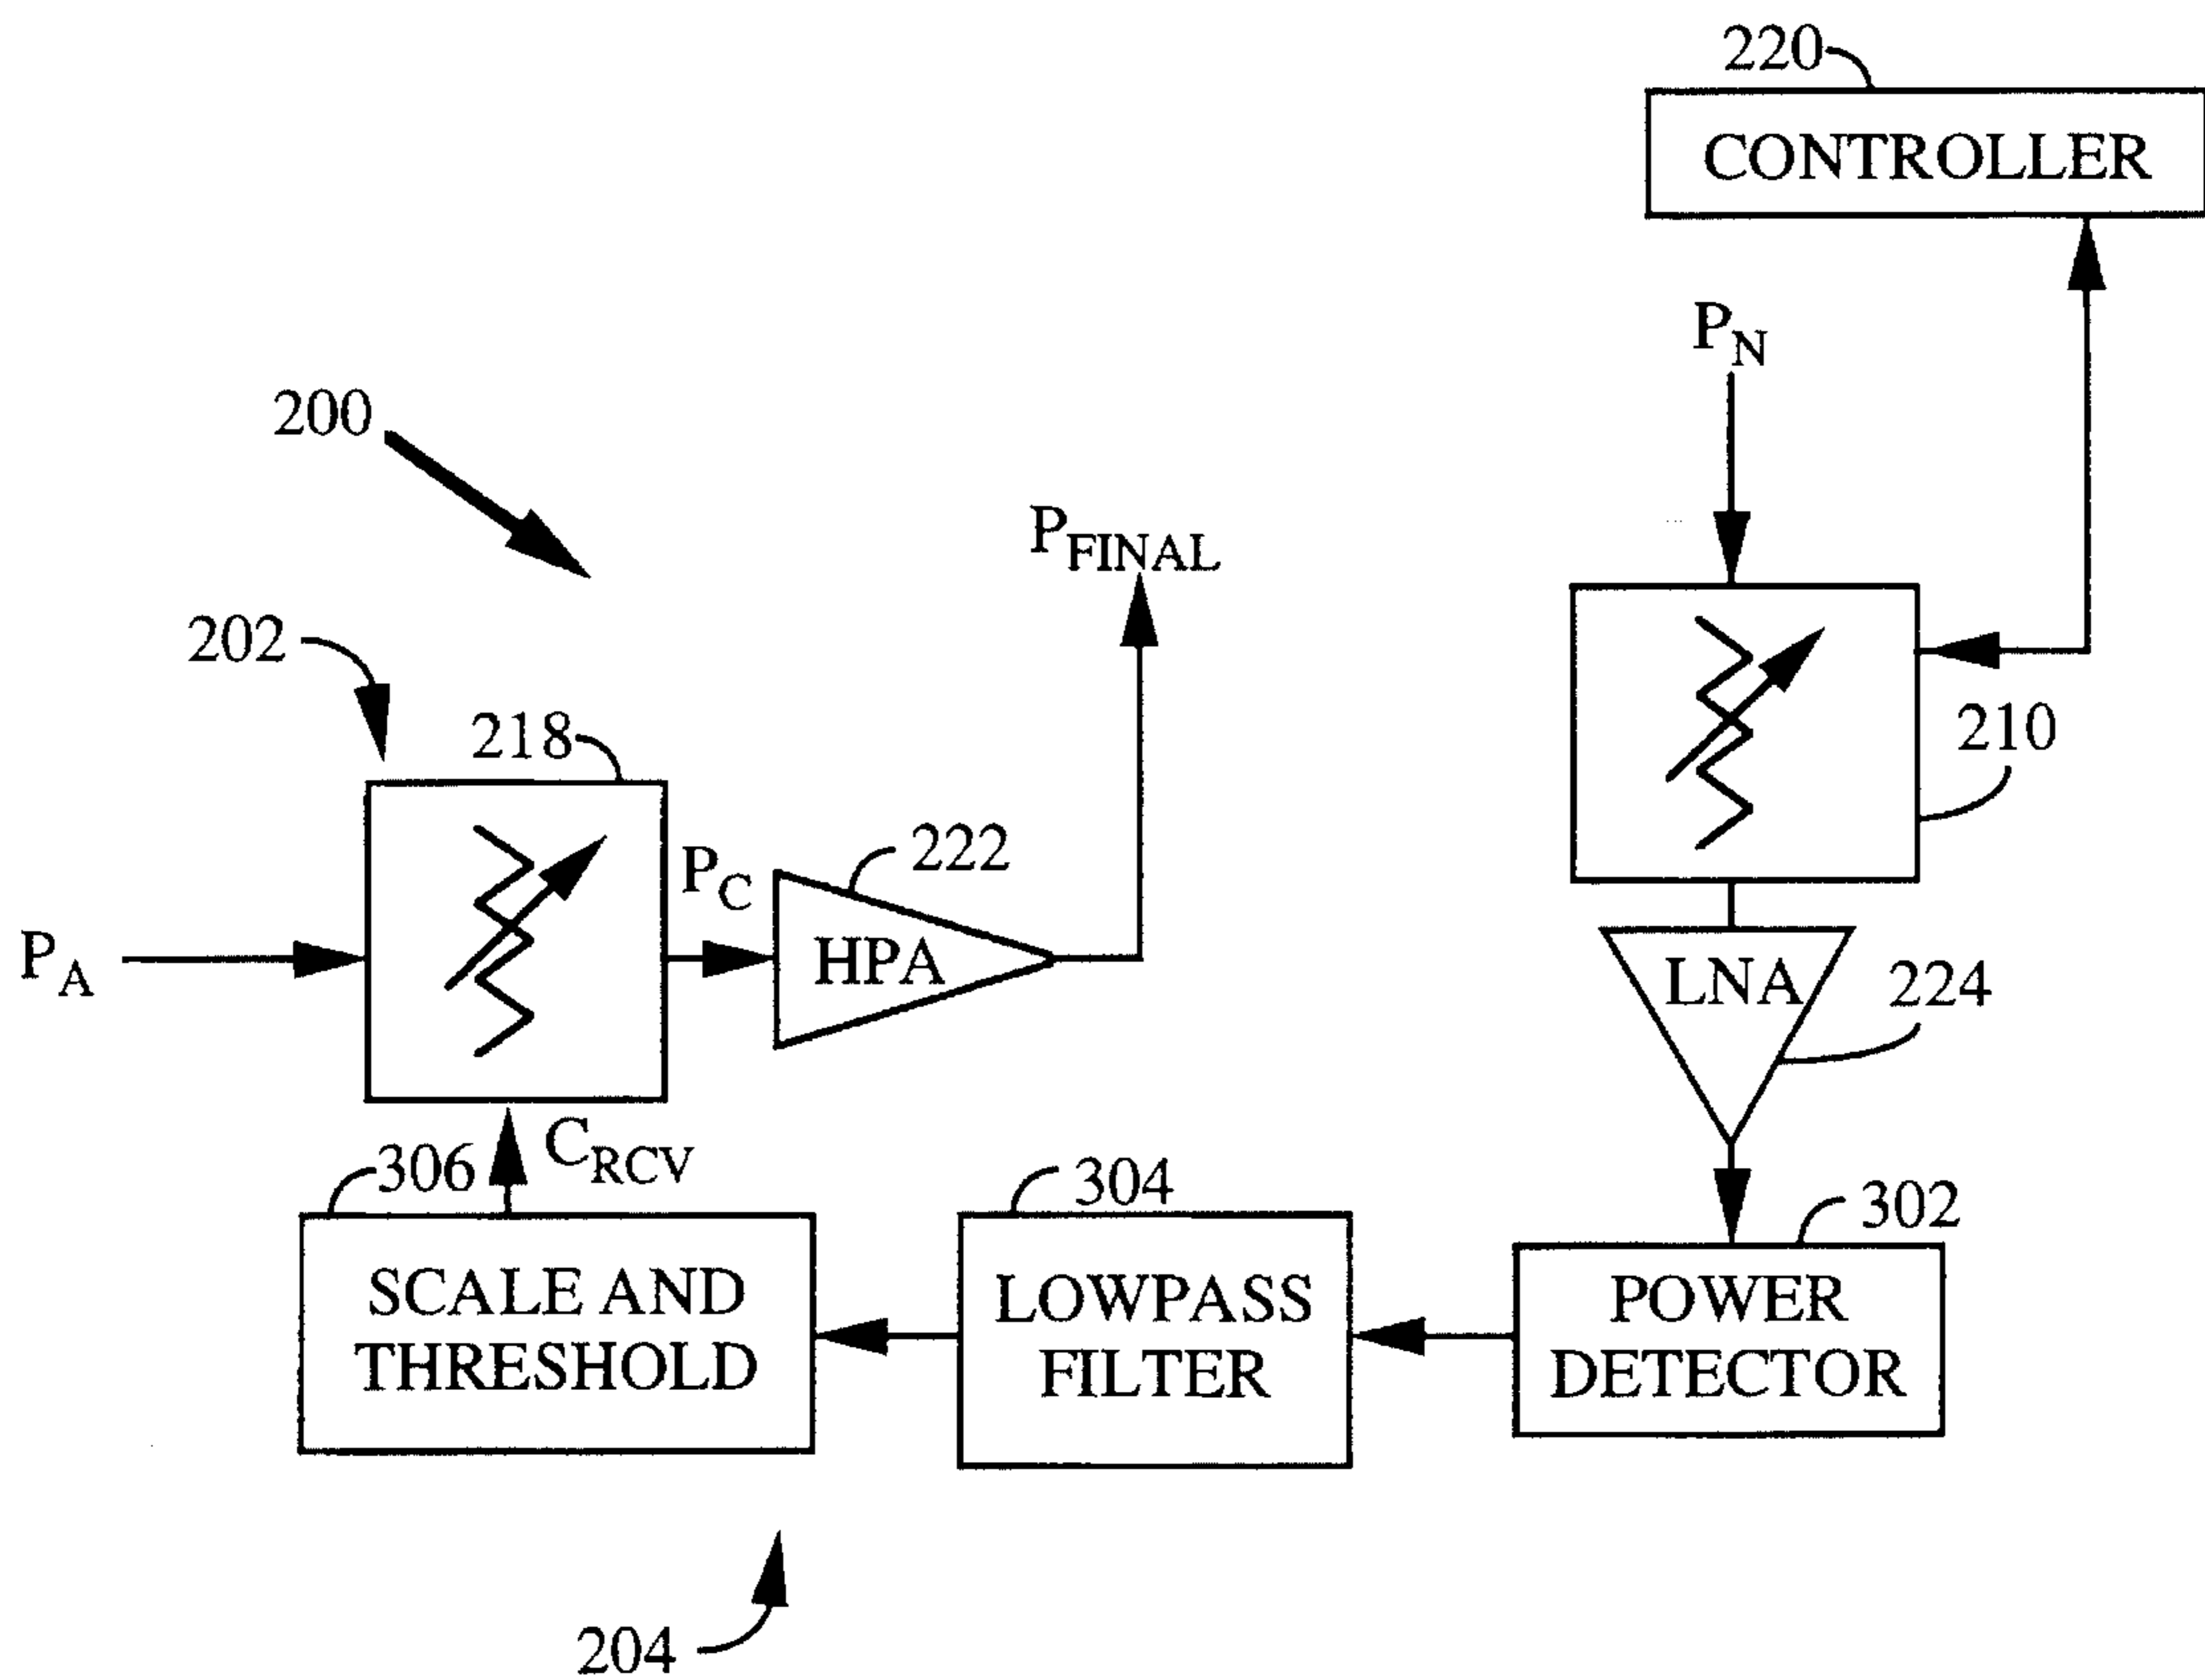 220
CONTROLLER
P_N
200
P_FINAL
202
218
210
P_C
222
P_A
HPA
LNA
224
C_RCV
306
304
302
SCALE AND
THRESHOLD
LOWPASS
FILTER
POWER
DETECTOR
204